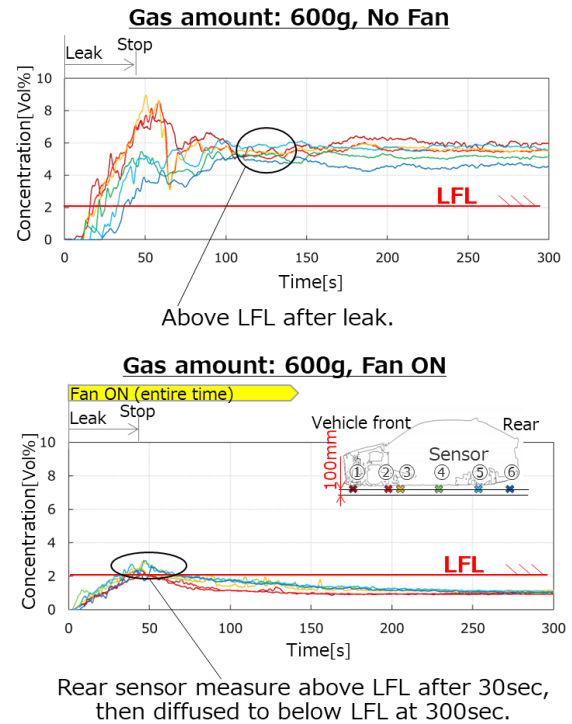 Gas amount: 600g, No Fan
Stop
Leak
Concentration[Vol%]
10
8
6
4
2
0
LFL
0 50 100 150 200 250 300
Time[s]
Above LFL after leak.
Gas amount: 600g, Fan ON
Fan ON (entire time)
Stop
Leak
Vehicle front
Rear
Sensor
① ② ③ ④ ⑤ ⑥
100mm
Concentration[Vol%]
10
8
6
4
2
0
LFL
0 50 100 150 200 250 300
Time[s]
Rear sensor measure above LFL after 30sec,
then diffused to below LFL at 300sec.